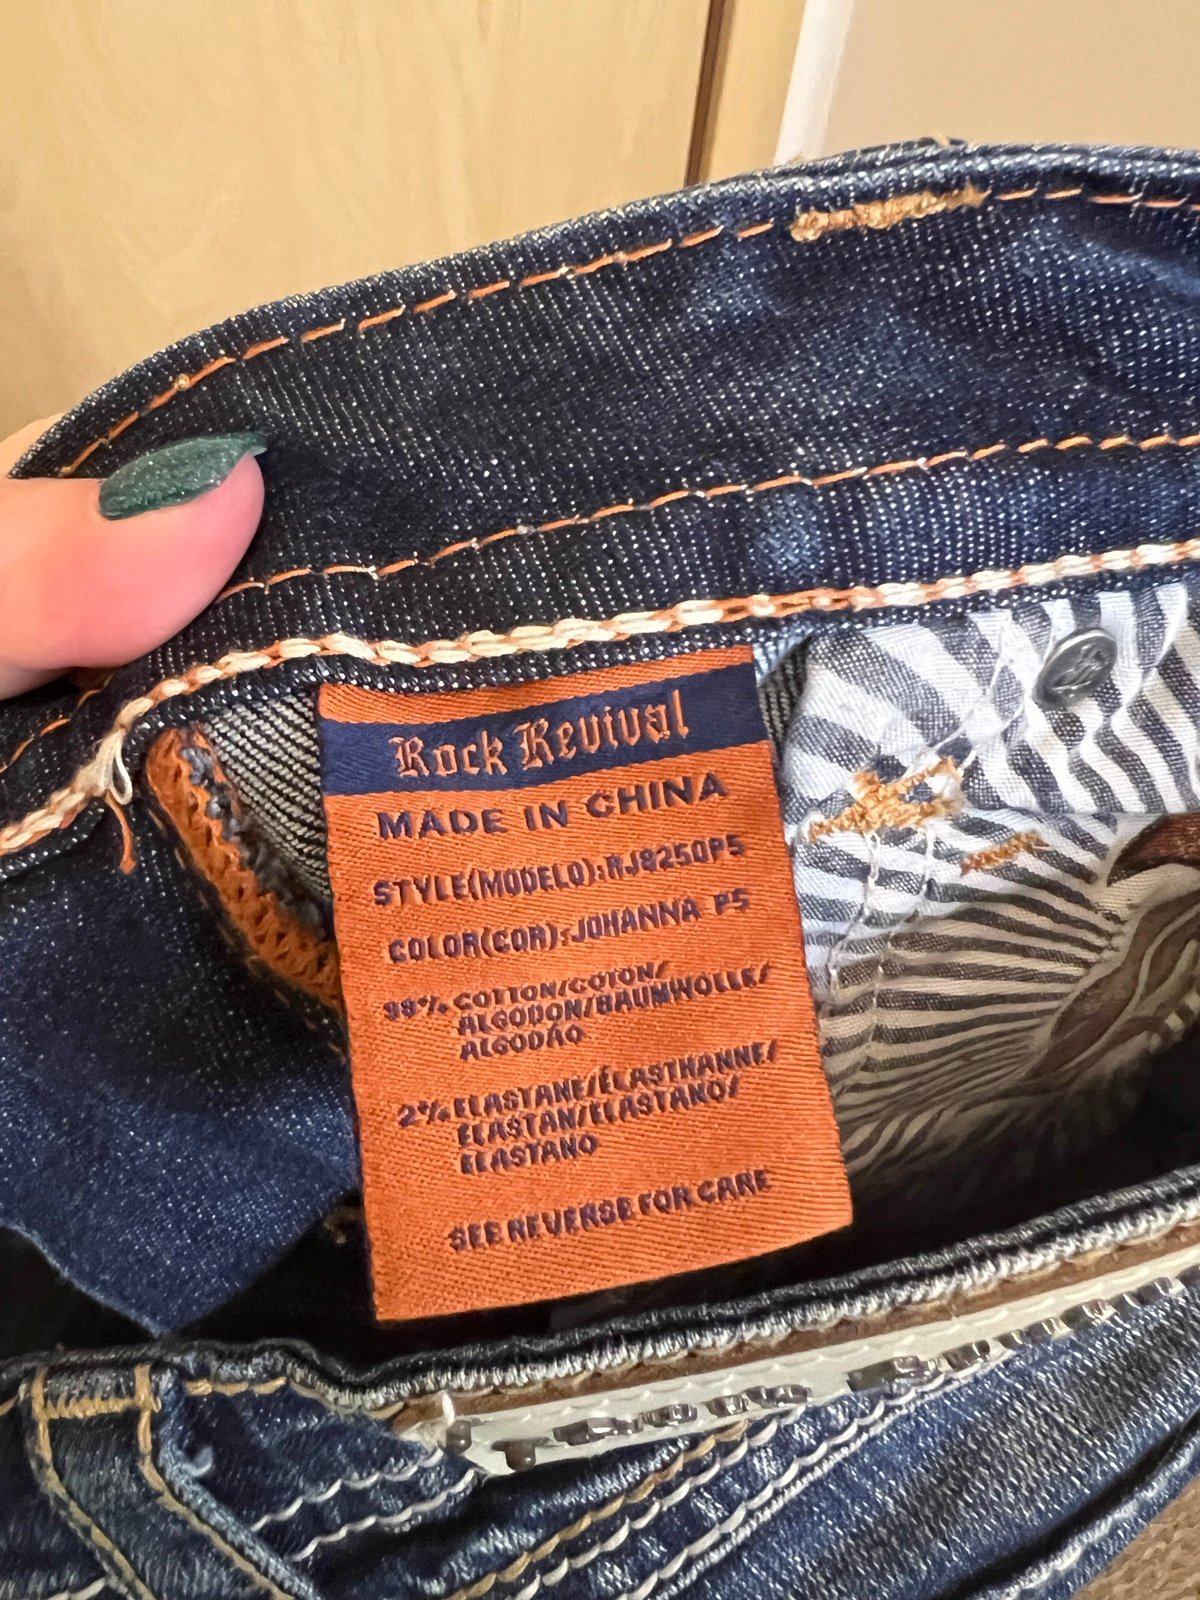 Rock Revival
MADE IN CHINA
STYLE(MODELO):RJ8250P5
COLOR(COR):JOHANNA P5
98% COTTON/COTON/
ALGODON/BAUMWOLLE/
ALGODÃO
2% ELASTANE/ÉLASTHANNE/
ELASTAN/ELASTANO/
ELASTANO
SEE REVERSE FOR CARE